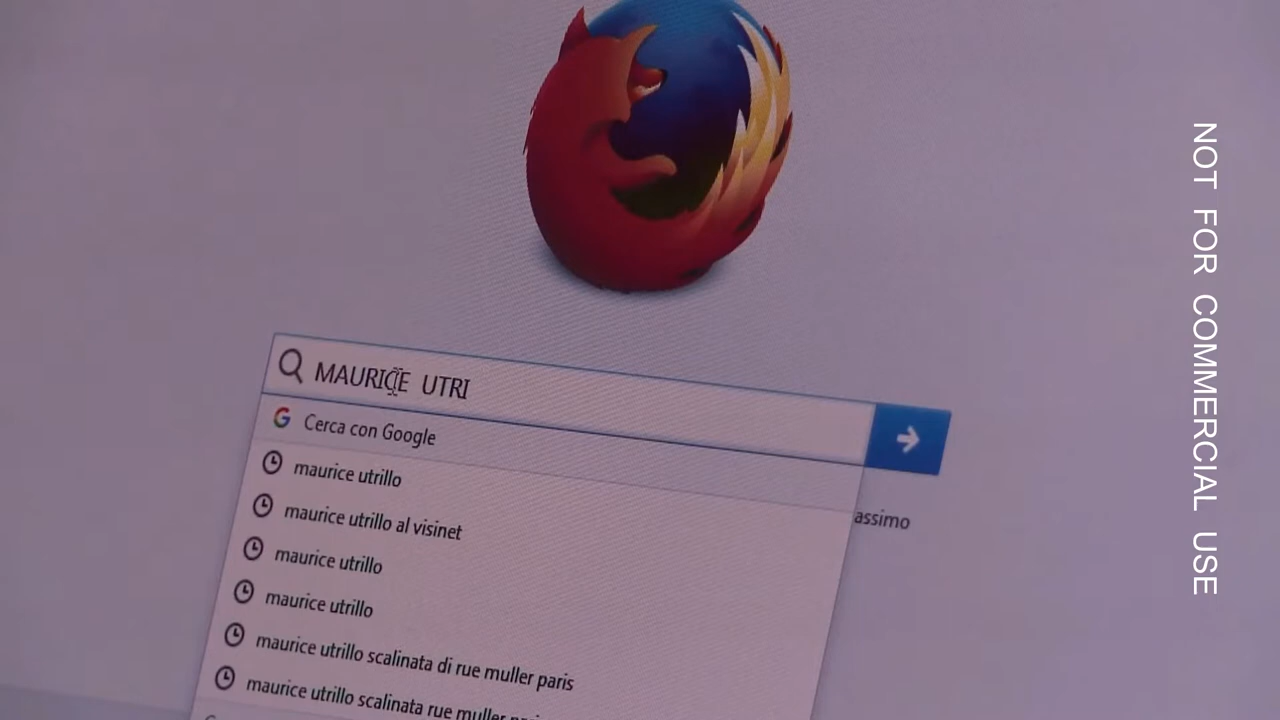 MAURICE UTRI
Cerca con Google
maurice utrillo
maurice utrillo al visinet
maurice utrillo
maurice utrillo
maurice utrillo scalinata di rue muller paris
maurice utrillo scalinata rue muller
assimo
NOT FOR COMMERCIAL USE